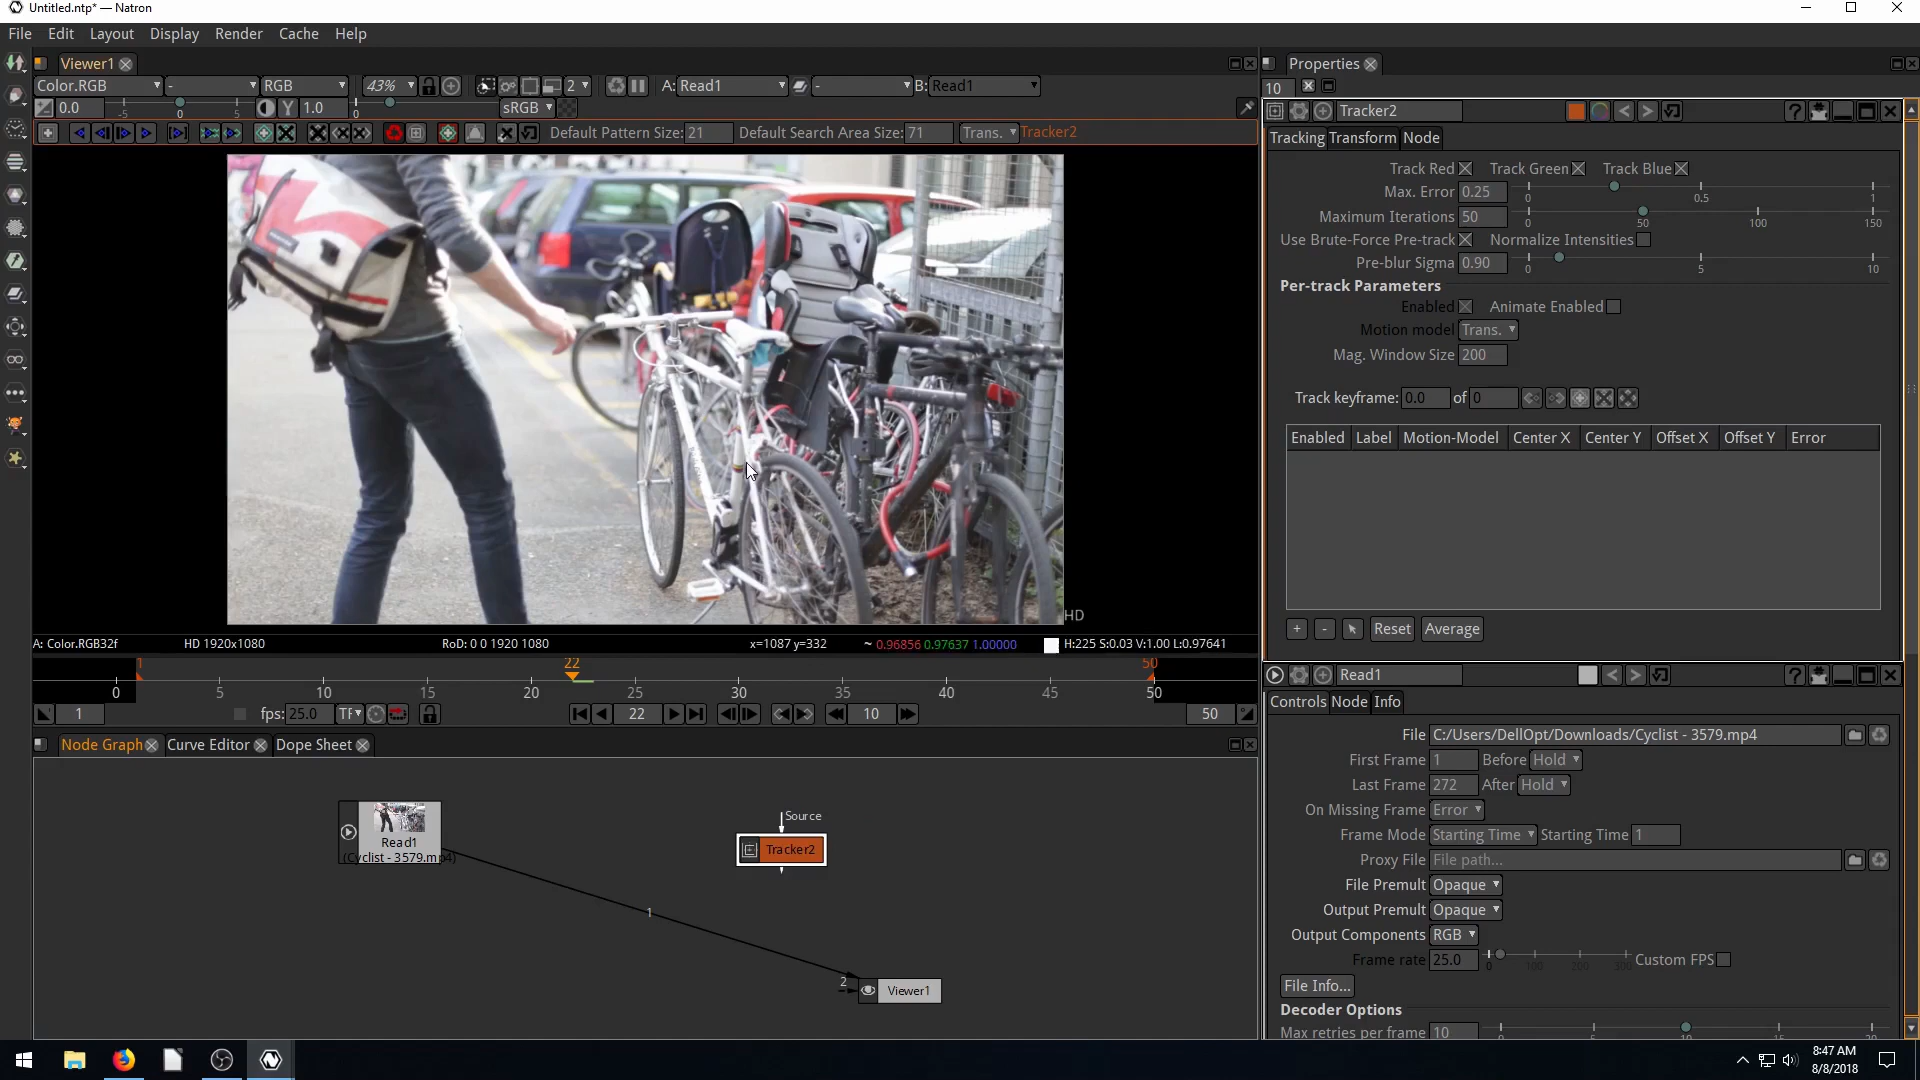 Untitled.ntp* — Natron
File Edit Layout Display Render Cache Help
Viewer1
Color.RGB - RGB 43% 2 A: Read1 - B: Read1
0.0 -5 0 5 Y 1.0 0 sRGB
Default Pattern Size: 21 Default Search Area Size: 71 Trans. Tracker2
HD
A: Color.RGB32f HD 1920x1080 RoD: 0 0 1920 1080 x=1087 y=332 ~ 0.96856 0.97637 1.00000 H:225 S:0.03 V:1.00 L:0.97641
1 22 50
0 5 10 15 20 25 30 35 40 45 50
1 fps: 25.0 TF 22 10 50
Node Graph Curve Editor Dope Sheet
Read1
(Cyclist - 3579.mp4)
Source
Tracker2
1
2
Viewer1
Properties
10
Tracker2
Tracking Transform Node
Track Red Track Green Track Blue
Max. Error 0.25 0 0.5 1
Maximum Iterations 50 0 50 100 150
Use Brute-Force Pre-track Normalize Intensities
Pre-blur Sigma 0.90 0 5 10
Per-track Parameters
Enabled Animate Enabled
Motion model Trans.
Mag. Window Size 200
Track keyframe: 0.0 of 0
Enabled Label Motion-Model Center X Center Y Offset X Offset Y Error
+ - Reset Average
Read1
Controls Node Info
File C:/Users/DellOpt/Downloads/Cyclist - 3579.mp4
First Frame 1 Before Hold
Last Frame 272 After Hold
On Missing Frame Error
Frame Mode Starting Time Starting Time 1
Proxy File File path...
File Premult Opaque
Output Premult Opaque
Output Components RGB
Frame rate 25.0 0 100 200 300 Custom FPS
File Info...
Decoder Options
Max retries per frame 10
8:47 AM
8/8/2018